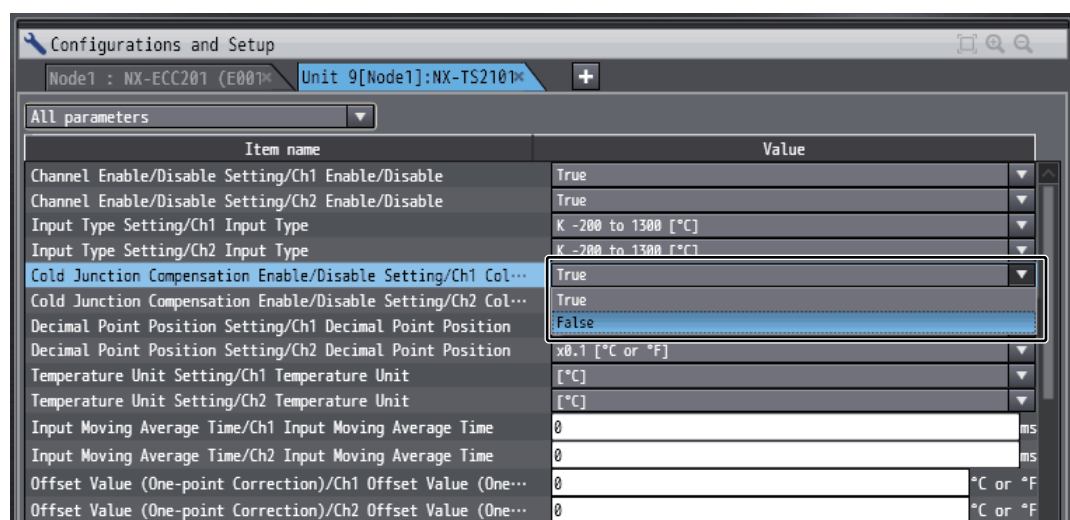 Configurations and Setup
Node1 : NX-ECC201 (E001 Unit 9[Node1]:NX-TS2101 +
All parameters
Item name Value
Channel Enable/Disable Setting/Ch1 Enable/Disable True
Channel Enable/Disable Setting/Ch2 Enable/Disable True
Input Type Setting/Ch1 Input Type K -200 to 1300 [°C]
Input Type Setting/Ch2 Input Type K -200 to 1300 [°C]
Cold Junction Compensation Enable/Disable Setting/Ch1 Col… True
Cold Junction Compensation Enable/Disable Setting/Ch2 Col… True
Decimal Point Position Setting/Ch1 Decimal Point Position False
Decimal Point Position Setting/Ch2 Decimal Point Position x0.1 [°C or °F]
Temperature Unit Setting/Ch1 Temperature Unit [°C]
Temperature Unit Setting/Ch2 Temperature Unit [°C]
Input Moving Average Time/Ch1 Input Moving Average Time 0 ms
Input Moving Average Time/Ch2 Input Moving Average Time 0 ms
Offset Value (One-point Correction)/Ch1 Offset Value (One… 0 °C or °F
Offset Value (One-point Correction)/Ch2 Offset Value (One… 0 °C or °F